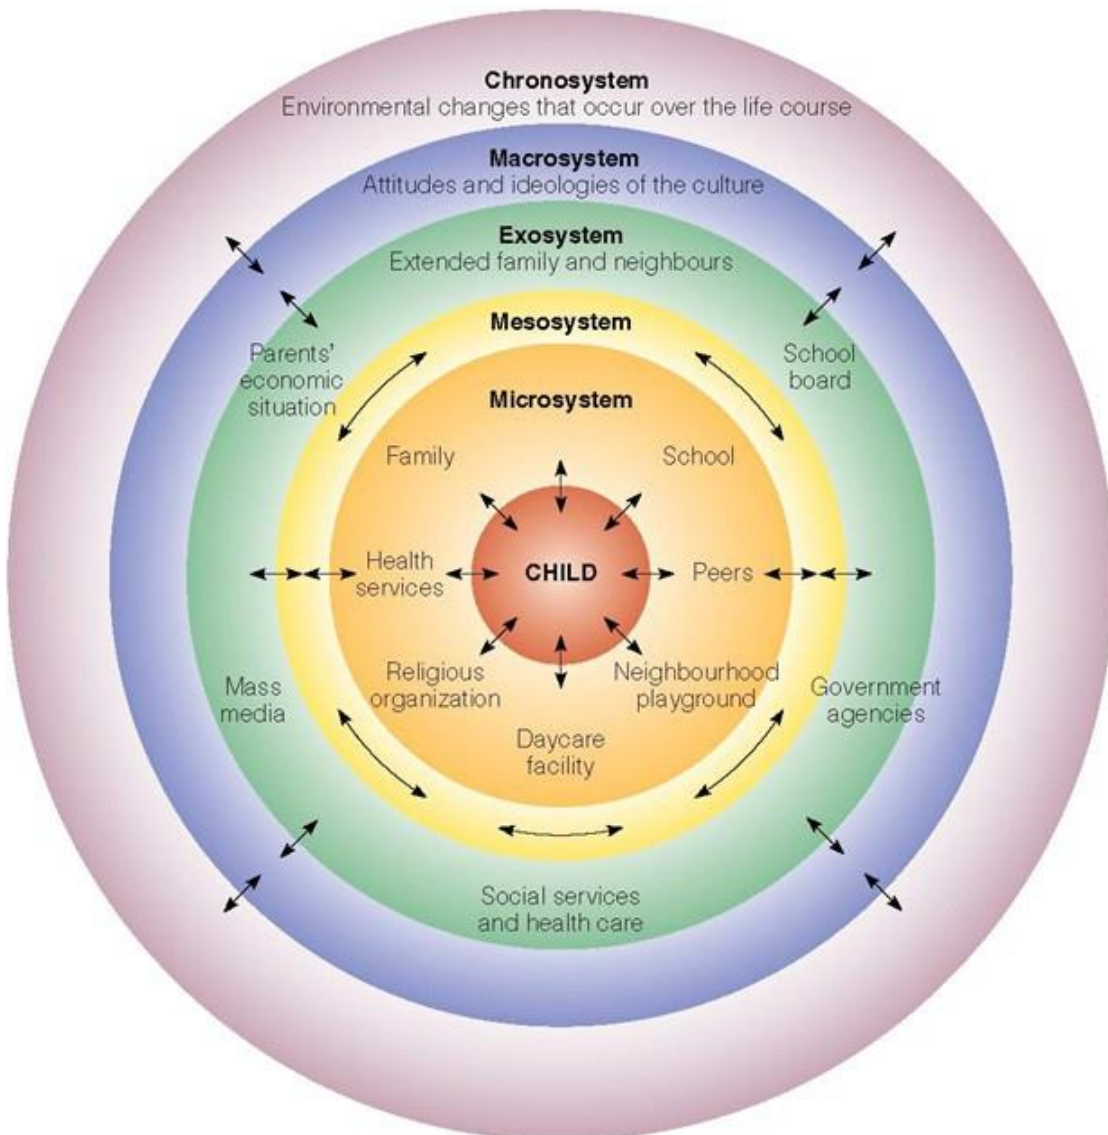 Chronosystem
Environmental changes that occur over the life course
Macrosystem
Attitudes and ideologies of the culture
Exosystem
Extended family and neighbours
Mesosystem
Parents'
economic
situation
School
board
Microsystem
Family
School
Health
services
CHILD
Peers
Religious
organization
Neighbourhood
playground
Mass
media
Government
agencies
Daycare
facility
Social services
and health care